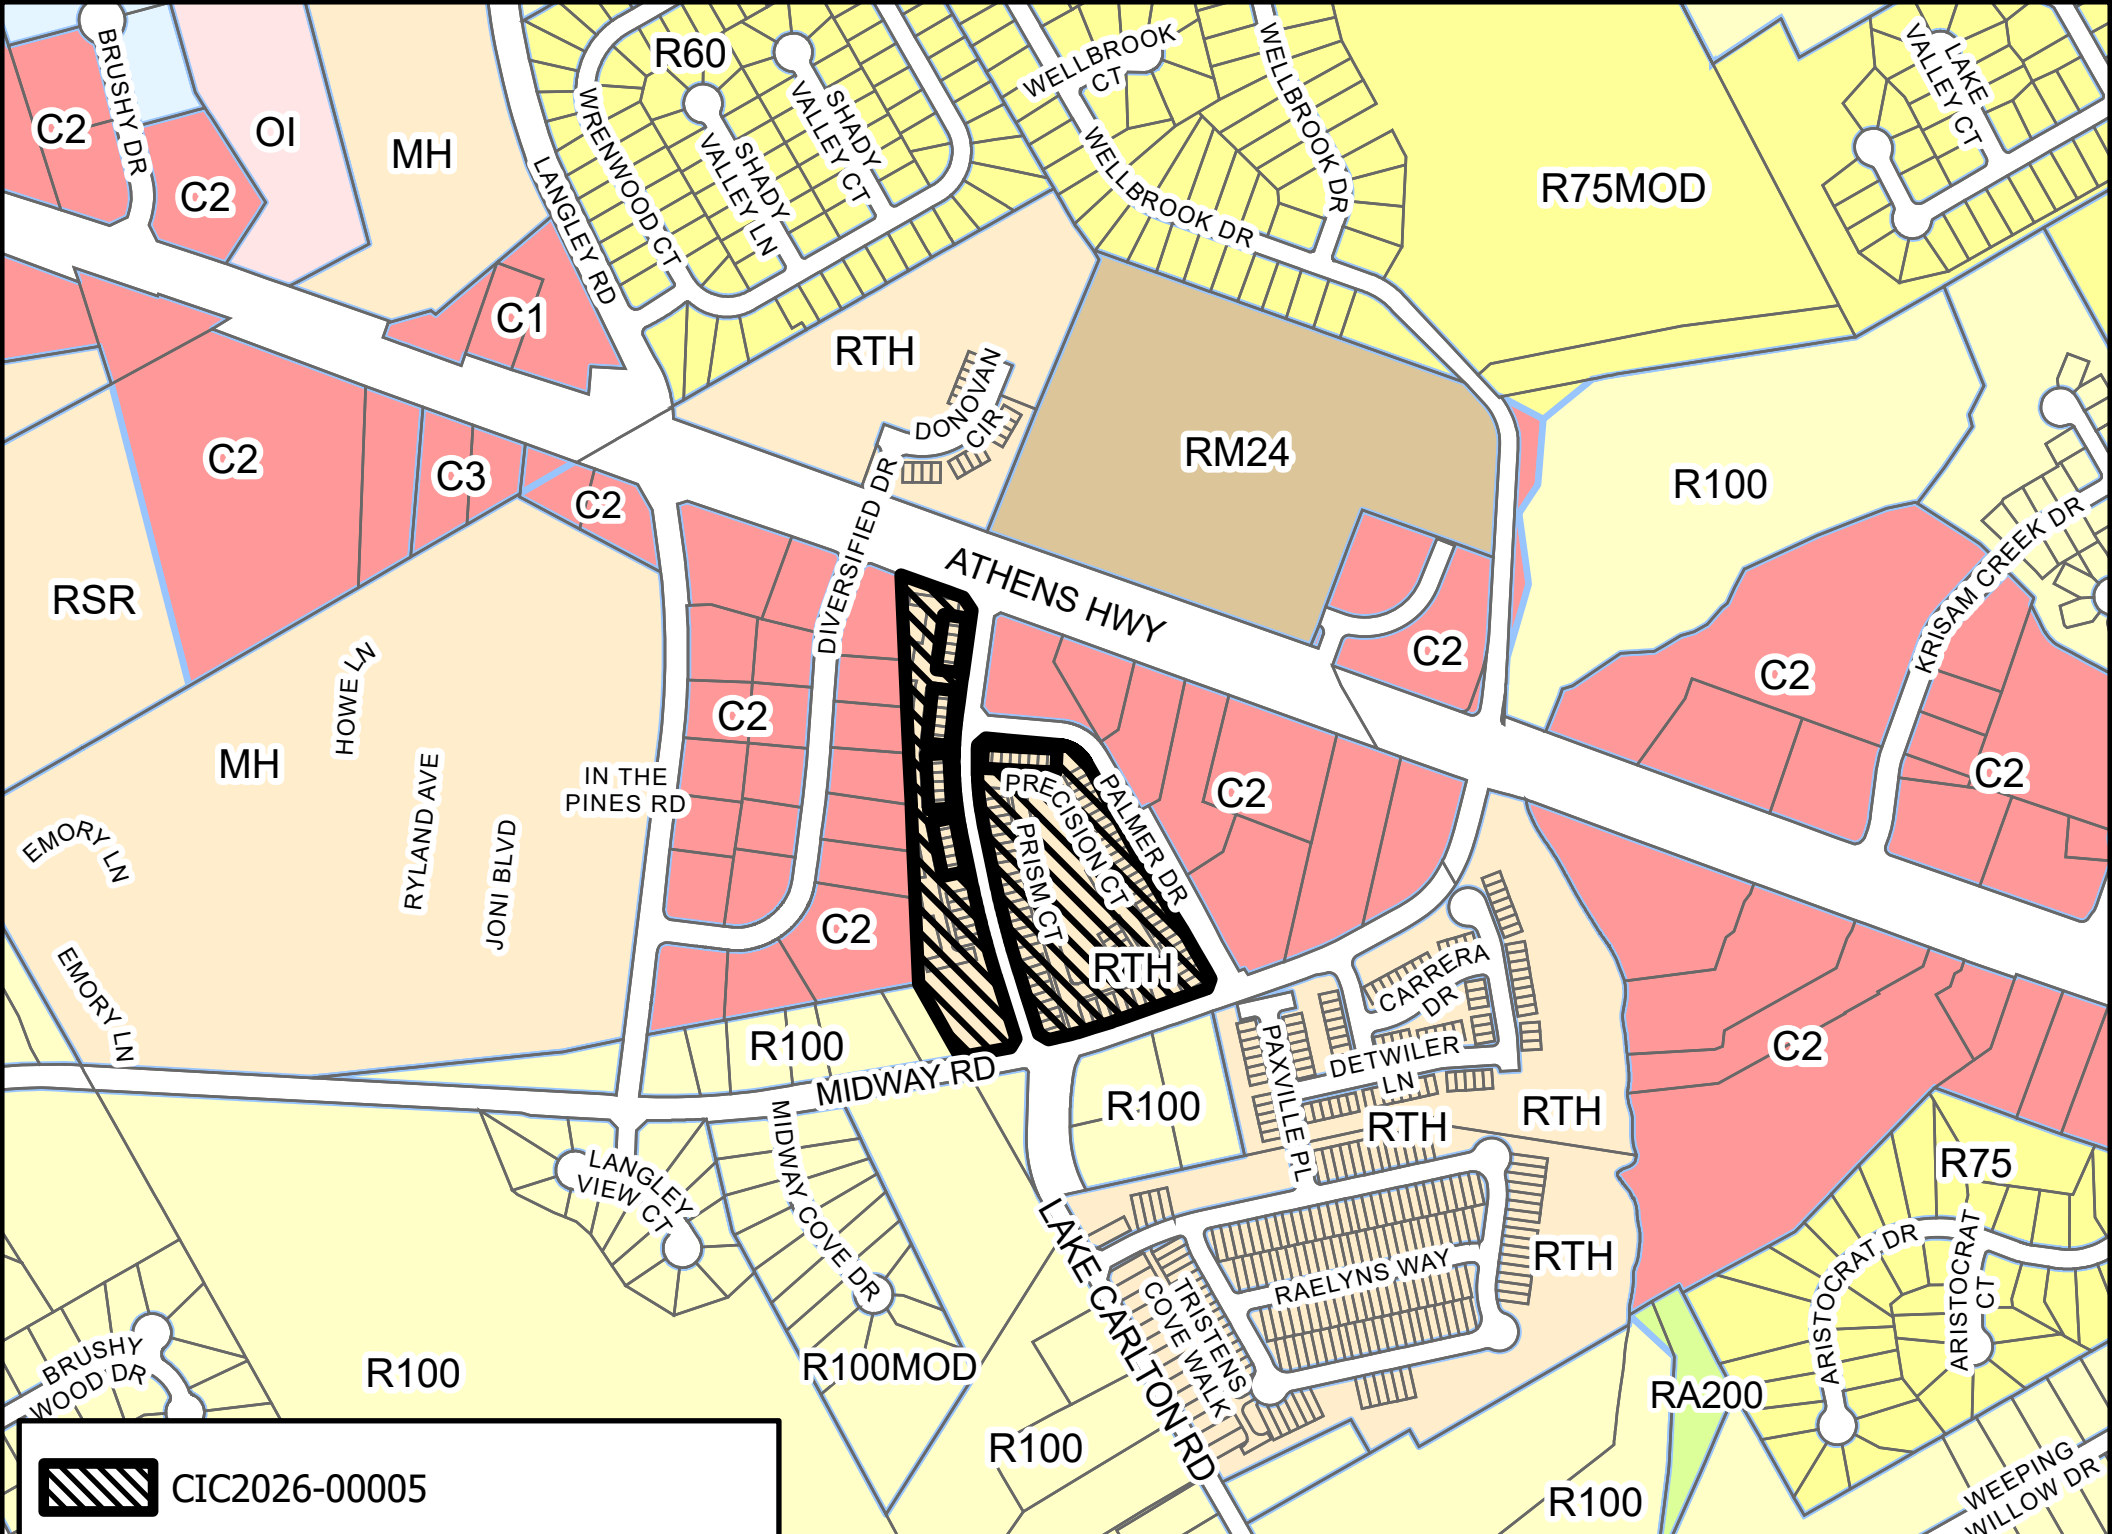 BRUSHY DR
C2
OI
MH
C2
LANGLEY RD
C1
R60
WRENWOOD CT
SHADY
VALLEY LN
SHADY
VALLEY CT
WELLBROOK
CT
WELLBROOK DR
WELLBROOK DR
R75MOD
LAKE
VALLEY CT
RTH
DONOVAN
CIR
RM24
R100
C2
C3
C2
RSR
DIVERSIFIED DR
ATHENS HWY
C2
C2
KRISAM CREEK DR
C2
HOWE LN
MH
RYLAND AVE
JONI BLVD
IN THE
PINES RD
EMORY LN
EMORY LN
C2
C2
PRECISION CT
PRISM CT
PALMER DR
RTH
C2
CARRERA
DR
DETWILER
LN
PAXVILLE PL
RTH
RTH
RTH
C2
R100
MIDWAY RD
R100
LANGLEY
VIEW CT
MIDWAY COVE DR
LAKE CARLTON RD
RAELYNS WAY
TRISTENS
COVE WALK
R75
ARISTOCRAT DR
ARISTOCRAT
CT
RA200
BRUSHY
WOOD DR
R100
R100MOD
R100
R100
WEEPING
WILLOW DR
CIC2026-00005